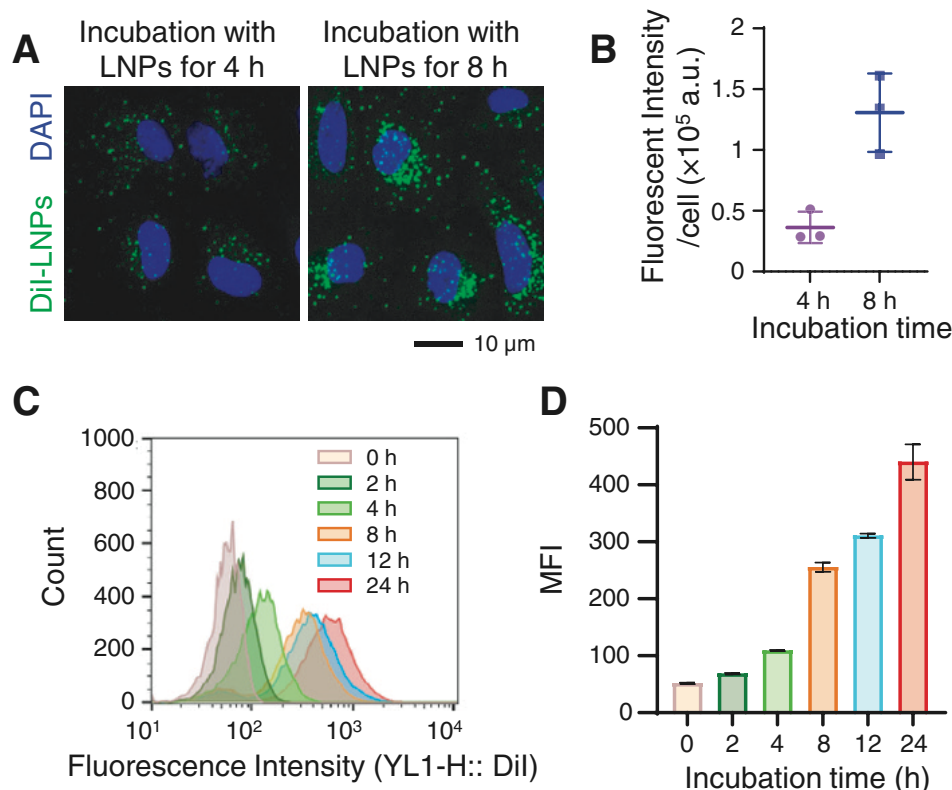 A
Incubation with
LNPs for 4 h
Incubation with
LNPs for 8 h
DiI-LNPs DAPI
10 µm
B
Fluorescent Intensity
/cell (×10⁵ a.u.)
2
1.5
1
0.5
0
4 h 8 h
Incubation time
C
Count
1000
800
600
400
200
0
0 h
2 h
4 h
8 h
12 h
24 h
10¹ 10² 10³ 10⁴
Fluorescence Intensity (YL1-H:: DiI)
D
MFI
500
400
300
200
100
0
0 2 4 8 12 24
Incubation time (h)